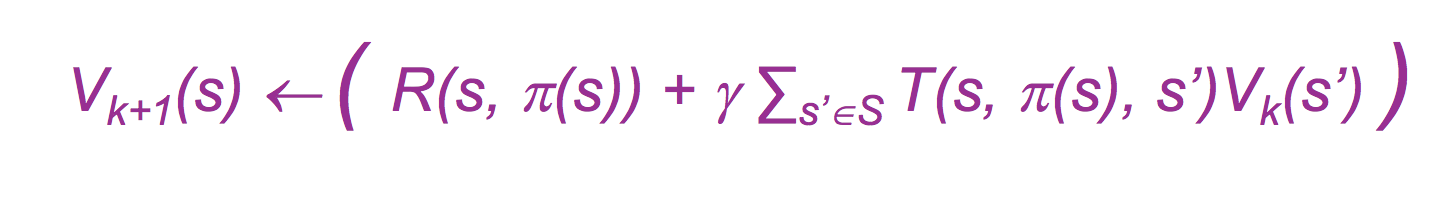 V_{k+1}(s) ← ( R(s, π(s)) + γ ∑_{s’∈S} T(s, π(s), s’)V_k(s’) )